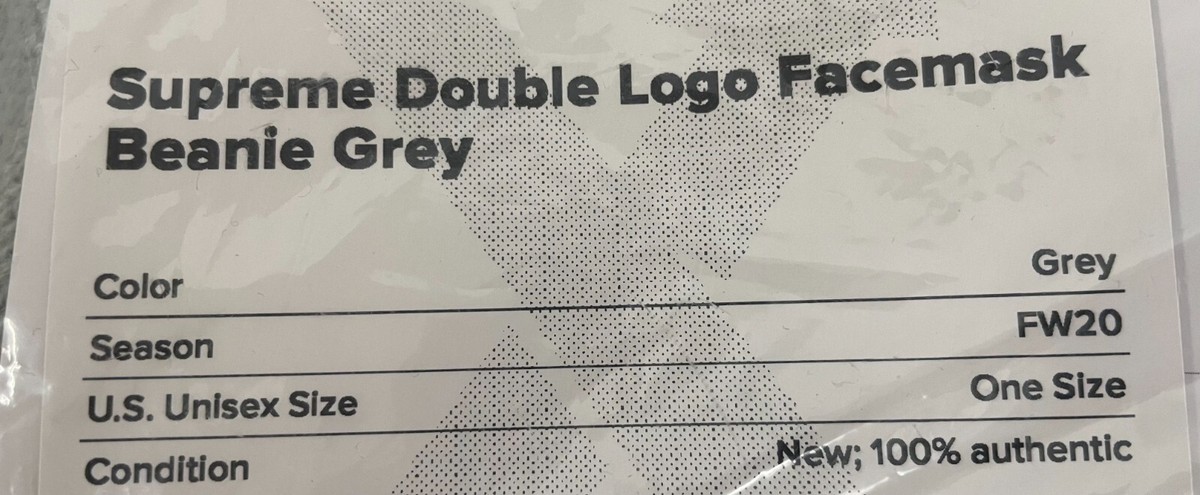 Supreme Double Logo Facemask
Beanie Grey
Color Grey
Season FW20
U.S. Unisex Size One Size
Condition New; 100% authentic